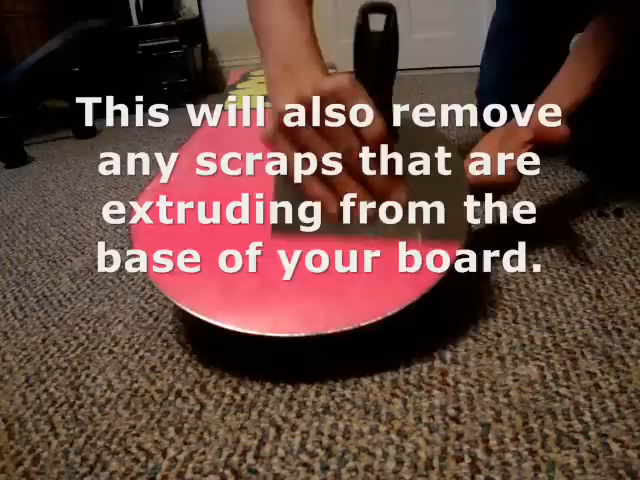 This will also remove
any scraps that are
extruding from the
base of your board.